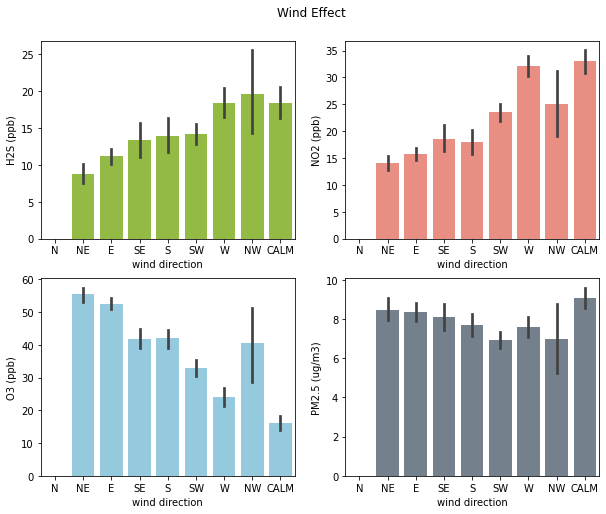 Wind Effect
H2S (ppb)
25
20
15
10
5
0
N NE E SE S SW W NW CALM
wind direction
NO2 (ppb)
35
30
25
20
15
10
5
0
N NE E SE S SW W NW CALM
wind direction
O3 (ppb)
60
50
40
30
20
10
0
N NE E SE S SW W NW CALM
wind direction
PM2.5 (ug/m3)
10
8
6
4
2
0
N NE E SE S SW W NW CALM
wind direction